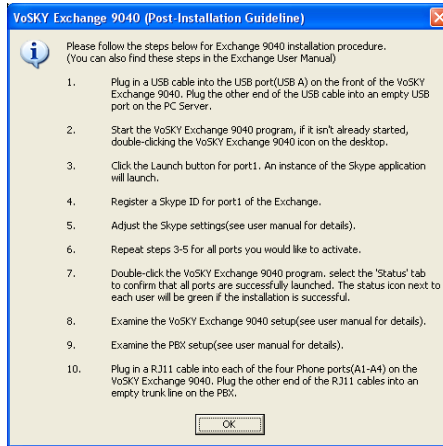 VoSKY Exchange 9040 (Post-Installation Guideline)
Please follow the steps below for Exchange 9040 installation procedure.
(You can also find these steps in the Exchange User Manual)
1. Plug in a USB cable into the USB port(USB A) on the front of the VoSKY
Exchange 9040. Plug the other end of the USB cable into an empty USB
port on the PC Server.
2. Start the VoSKY Exchange 9040 program, if it isn't already started,
double-clicking the VoSKY Exchange 9040 icon on the desktop.
3. Click the Launch button for port1. An instance of the Skype application
will launch.
4. Register a Skype ID for port1 of the Exchange.
5. Adjust the Skype settings(see user manual for details).
6. Repeat steps 3-5 for all ports you would like to activate.
7. Double-click the VoSKY Exchange 9040 program. select the 'Status' tab
to confirm that all ports are successfully launched. The status icon next to
each user will be green if the installation is successful.
8. Examine the VoSKY Exchange 9040 setup(see user manual for details).
9. Examine the PBX setup(see user manual for details).
10. Plug in a RJ11 cable into each of the four Phone ports(A1-A4) on the
VoSKY Exchange 9040. Plug the other end of the RJ11 cables into an
empty trunk line on the PBX.
OK